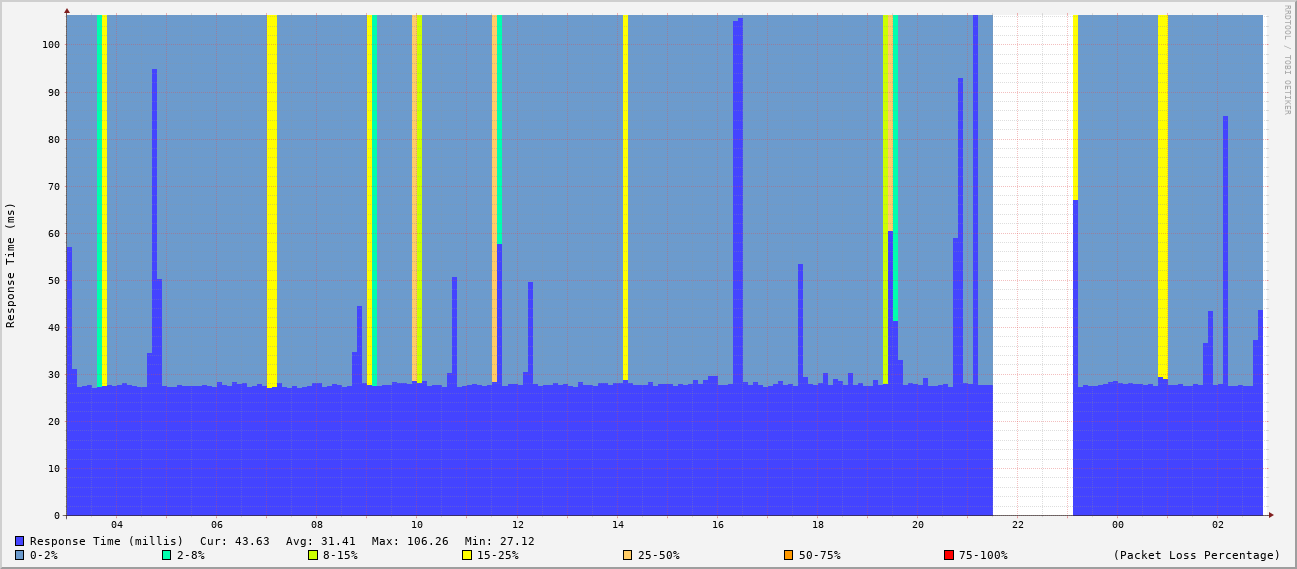 RRDTOOL / TOBI OETIKER
Response Time (ms)
100
90
80
70
60
50
40
30
20
10
0
04 06 08 10 12 14 16 18 20 22 00 02
Response Time (millis) Cur: 43.63 Avg: 31.41 Max: 106.26 Min: 27.12
0-2% 2-8% 8-15% 15-25% 25-50% 50-75% 75-100% (Packet Loss Percentage)